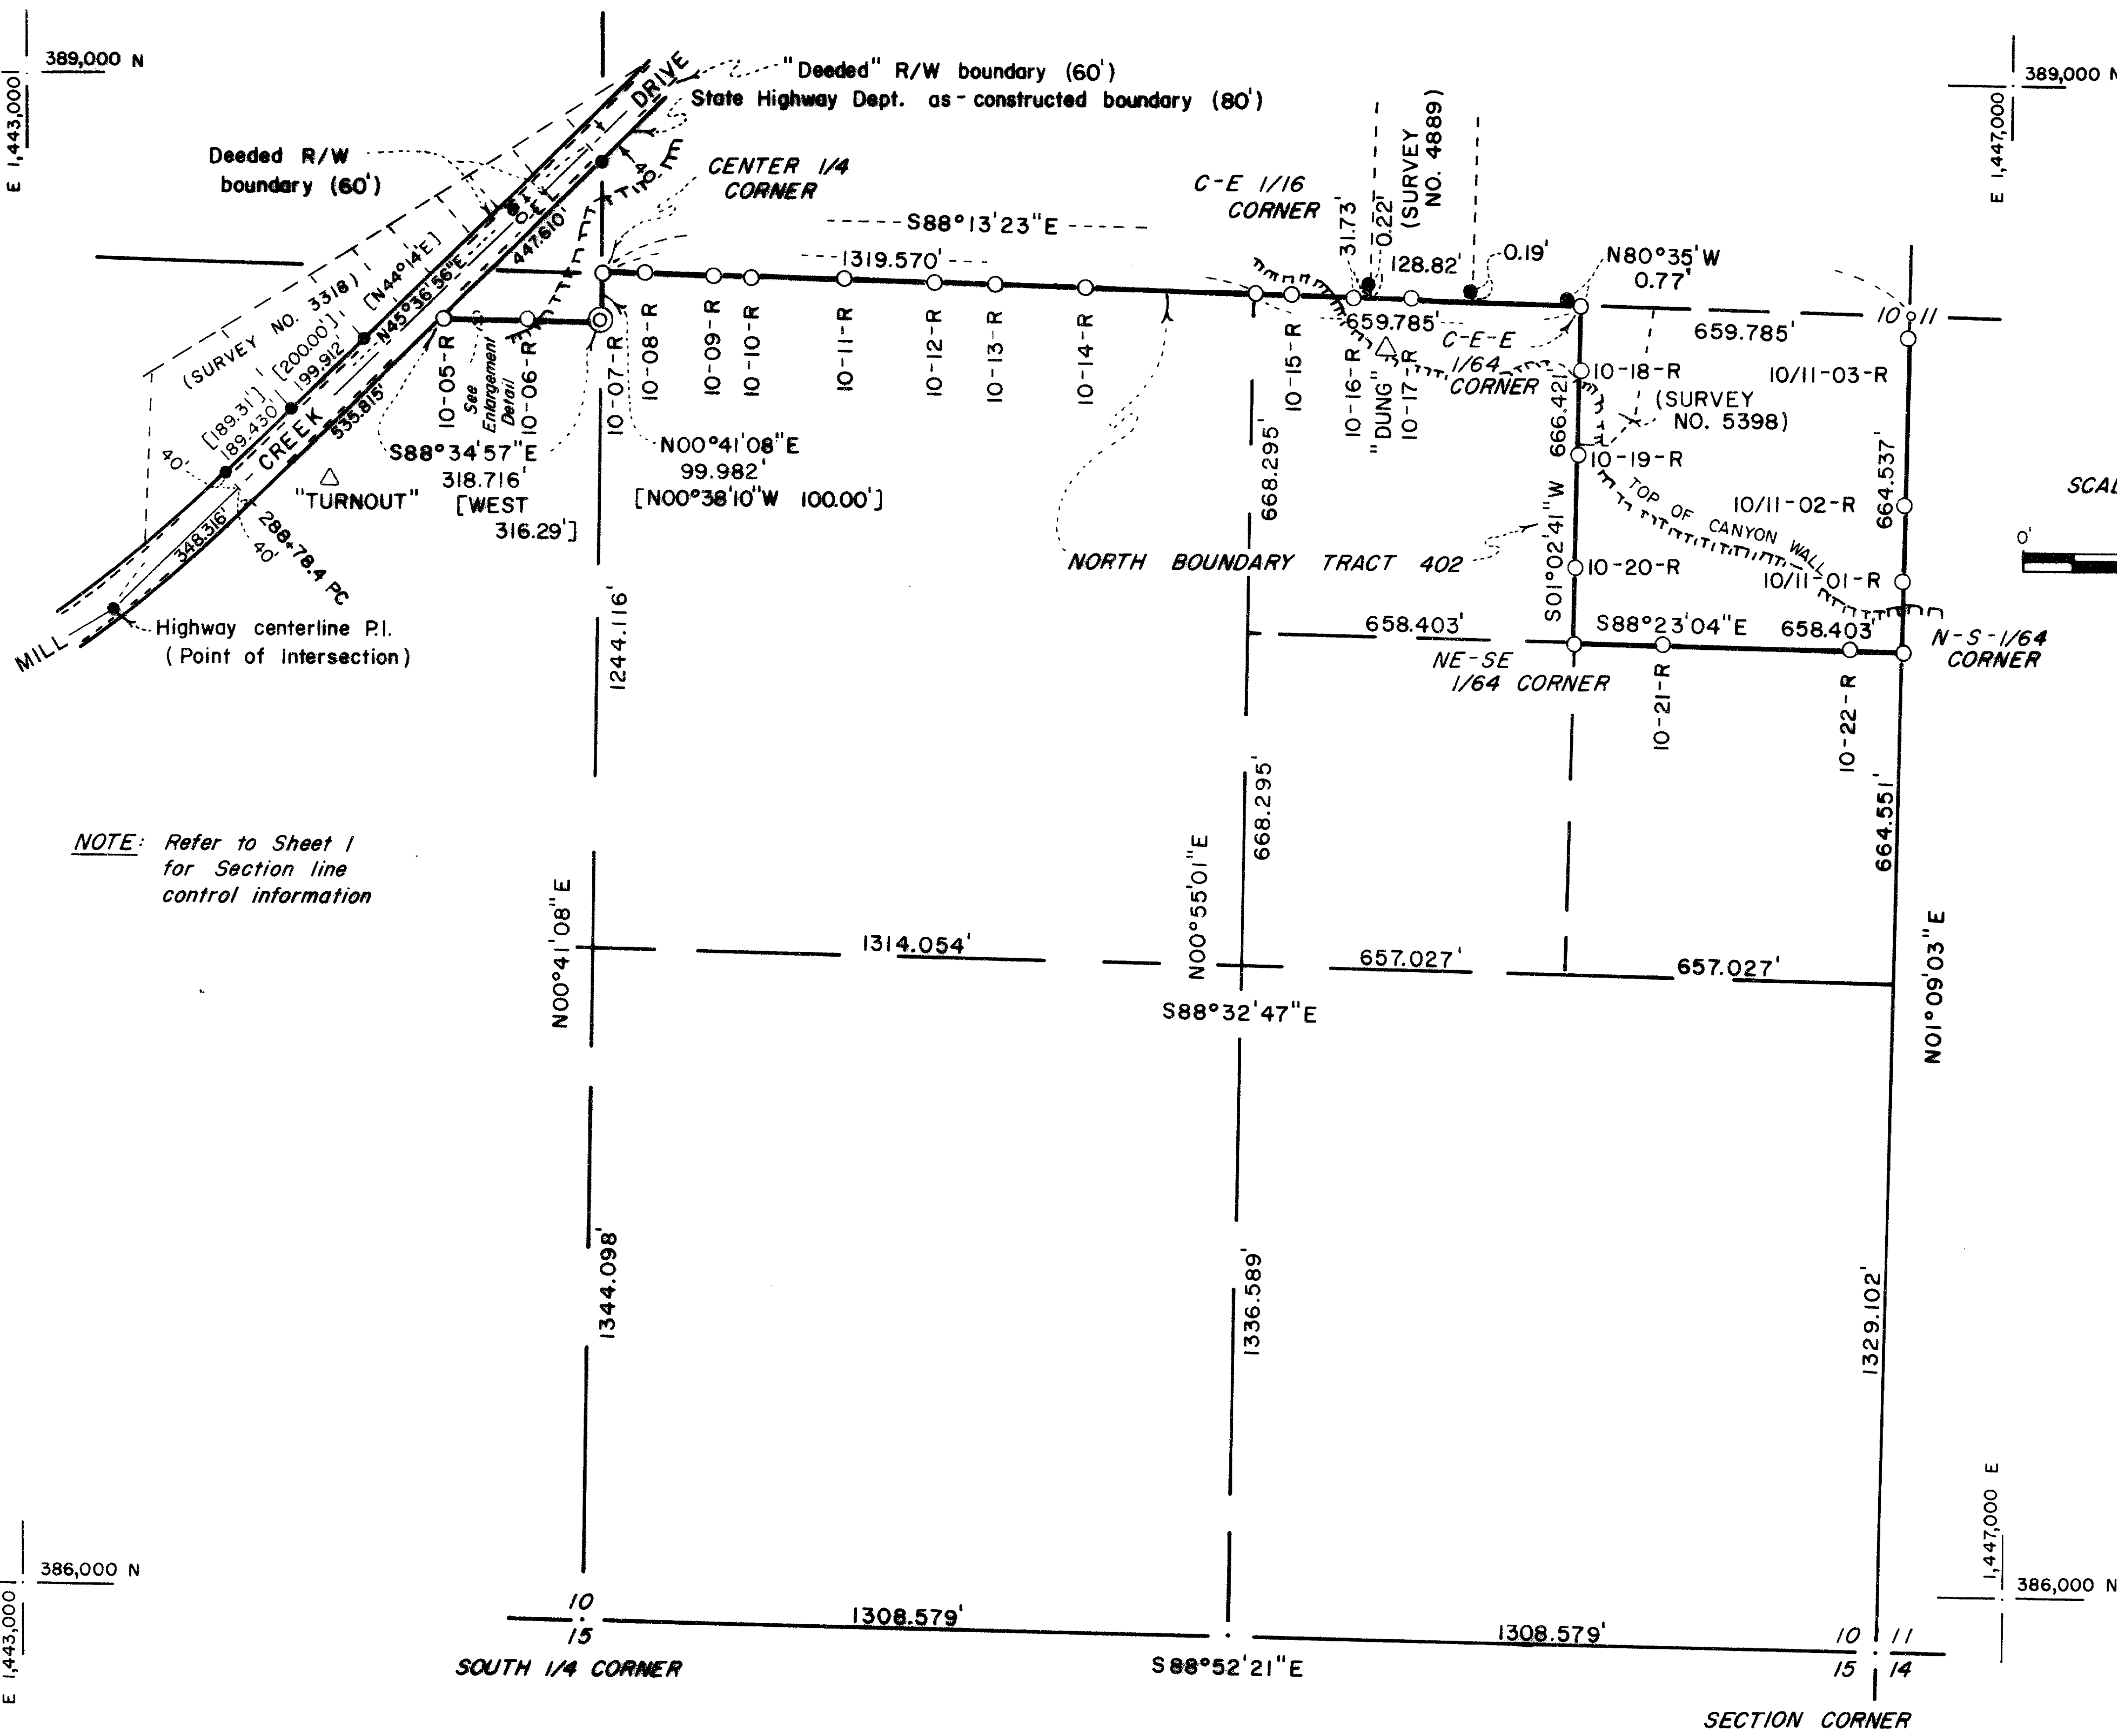 389,000 N
E 1,443,000
389,000 N
E 1,447,000
"Deeded" R/W boundary (60')
State Highway Dept. as-constructed boundary (80')
Deeded R/W
boundary (60')
DRIVE
CREEK
MILL
40'
CENTER 1/4
CORNER
C-E 1/16
CORNER
S88°13'23"E
1319.570'
31.73'
0.22'
(SURVEY
NO. 4889)
128.82'
0.19'
N80°35'W
0.77'
(SURVEY NO. 3318)
[N44°14'E]
N45°36'56"E
447.610'
[200.00']
199.912'
[189.31']
189.430'
535.815'
40'
40'
348.316'
288+78.4 PC
"TURNOUT"
Highway centerline P.I.
(Point of Intersection)
10-05-R
See
Enlargement
Detail
10-06-R
10-07-R
10-08-R
10-09-R
10-10-R
10-11-R
10-12-R
10-13-R
10-14-R
10-15-R
10-16-R
"DUNG"
10-17-R
659.785'
C-E-E
1/64
CORNER
659.785'
10 11
10-18-R
10/11-03-R
(SURVEY
NO. 5398)
666.421
10-19-R
TOP OF CANYON WALL
10/11-02-R
664.537'
SCAL
0'
S88°34'57"E
318.716'
[WEST
316.29']
N00°41'08"E
99.982'
[N00°38'10"W 100.00']
668.295'
NORTH BOUNDARY TRACT 402
S01°02'41"W
10-20-R
10/11-01-R
1244.116'
658.403'
S88°23'04"E
658.403'
N-S-1/64
CORNER
NE-SE
1/64 CORNER
10-21-R
10-22-R
NOTE: Refer to Sheet 1
for Section line
control information
668.295'
664.551'
N00°41'08"E
N00°55'01"E
N01°09'03"E
1314.054'
657.027'
657.027'
S88°32'47"E
1344.098'
1336.589'
1329.102'
386,000 N
E 1,443,000
1,447,000 E
386,000 N
10
15
1308.579'
1308.579'
10 11
15 14
SOUTH 1/4 CORNER
S88°52'21"E
SECTION CORNER